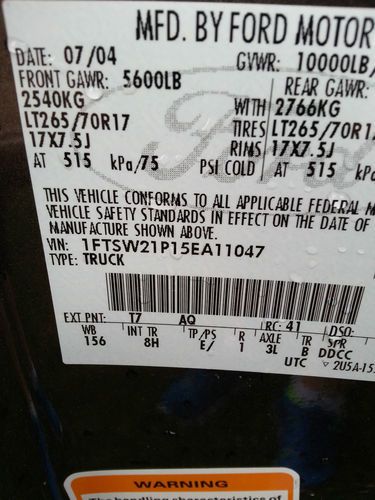 MFD. BY FORD MOTOR
DATE: 07/04 GVWR: 10000LB/
FRONT GAWR: 5600LB REAR GAWR:
2540KG WITH 2766KG
LT265/70R17 TIRES LT265/70R17
17X7.5J RIMS 17X7.5J
AT 515 kPa/75 PSI COLD AT 515 kPa/
THIS VEHICLE CONFORMS TO ALL APPLICABLE FEDERAL M
VEHICLE SAFETY STANDARDS IN EFFECT ON THE DATE OF
MANUFACTURE SHOWN ABOVE.
VIN: 1FTSW21P15EA11047
TYPE: TRUCK
Ford
EXT PNT: T7 AQ RC: 41 DSO:
WB INT TR TP/PS R AXLE TR SPR
156 8H E/ 1 3L B DDCC
UTC ▽ 2U5A-15
WARNING